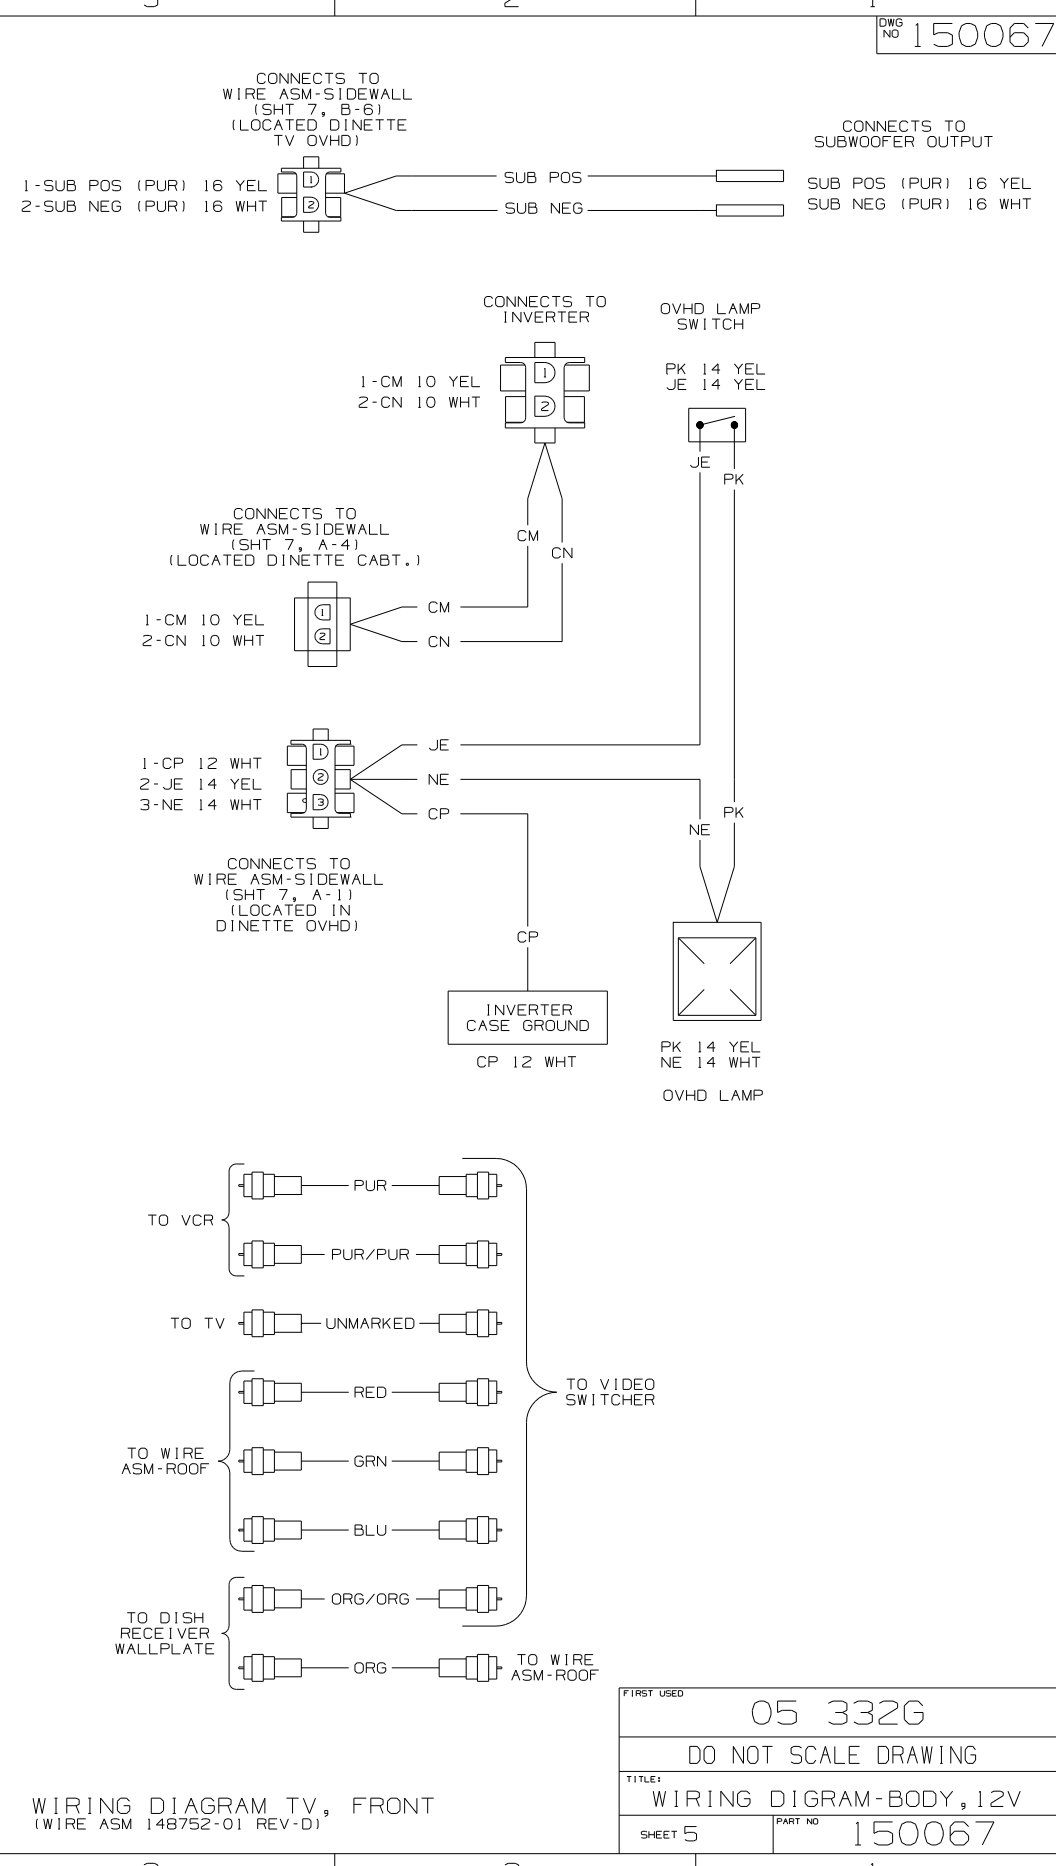 DWG
NO 150067
CONNECTS TO
WIRE ASM-SIDEWALL
(SHT 7, B-6)
(LOCATED DINETTE
TV OVHD)
1-SUB POS (PUR) 16 YEL
2-SUB NEG (PUR) 16 WHT
1
2
SUB POS
SUB NEG
CONNECTS TO
SUBWOOFER OUTPUT
SUB POS (PUR) 16 YEL
SUB NEG (PUR) 16 WHT
CONNECTS TO
INVERTER
1-CM 10 YEL
2-CN 10 WHT
1
2
OVHD LAMP
SWITCH
PK 14 YEL
JE 14 YEL
JE
PK
CM
CN
CONNECTS TO
WIRE ASM-SIDEWALL
(SHT 7, A-4)
(LOCATED DINETTE CABT.)
1-CM 10 YEL
2-CN 10 WHT
1
2
CM
CN
1-CP 12 WHT
2-JE 14 YEL
3-NE 14 WHT
1
2
3
JE
NE
CP
PK
NE
CONNECTS TO
WIRE ASM-SIDEWALL
(SHT 7, A-1)
(LOCATED IN
DINETTE OVHD)
CP
INVERTER
CASE GROUND
CP 12 WHT
PK 14 YEL
NE 14 WHT
OVHD LAMP
TO VCR
PUR
PUR/PUR
TO TV
UNMARKED
TO WIRE
ASM-ROOF
RED
GRN
BLU
TO VIDEO
SWITCHER
TO DISH
RECEIVER
WALLPLATE
ORG/ORG
ORG
TO WIRE
ASM-ROOF
FIRST USED
05 332G
DO NOT SCALE DRAWING
TITLE:
WIRING DIGRAM-BODY,12V
SHEET 5
PART NO 150067
WIRING DIAGRAM TV, FRONT
(WIRE ASM 148752-01 REV-D)